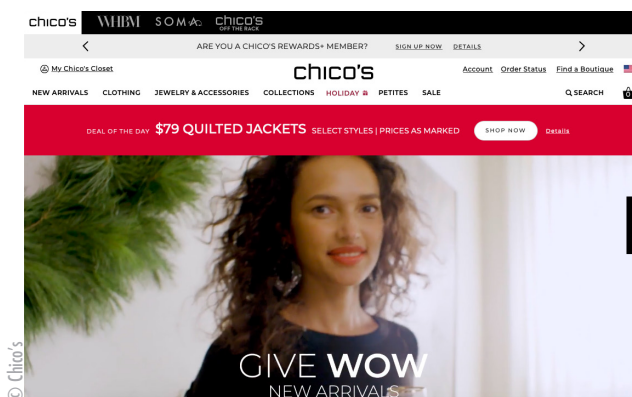 chico's WHBM SOMA chico's OFF THE RACK
ARE YOU A CHICO'S REWARDS+ MEMBER? SIGN UP NOW DETAILS
My Chico's Closet
chico's
Account Order Status Find a Boutique
NEW ARRIVALS CLOTHING JEWELRY & ACCESSORIES COLLECTIONS HOLIDAY PETITES SALE SEARCH 0
DEAL OF THE DAY $79 QUILTED JACKETS SELECT STYLES | PRICES AS MARKED SHOP NOW Details
GIVE WOW
NEW ARRIVALS
© Chico's